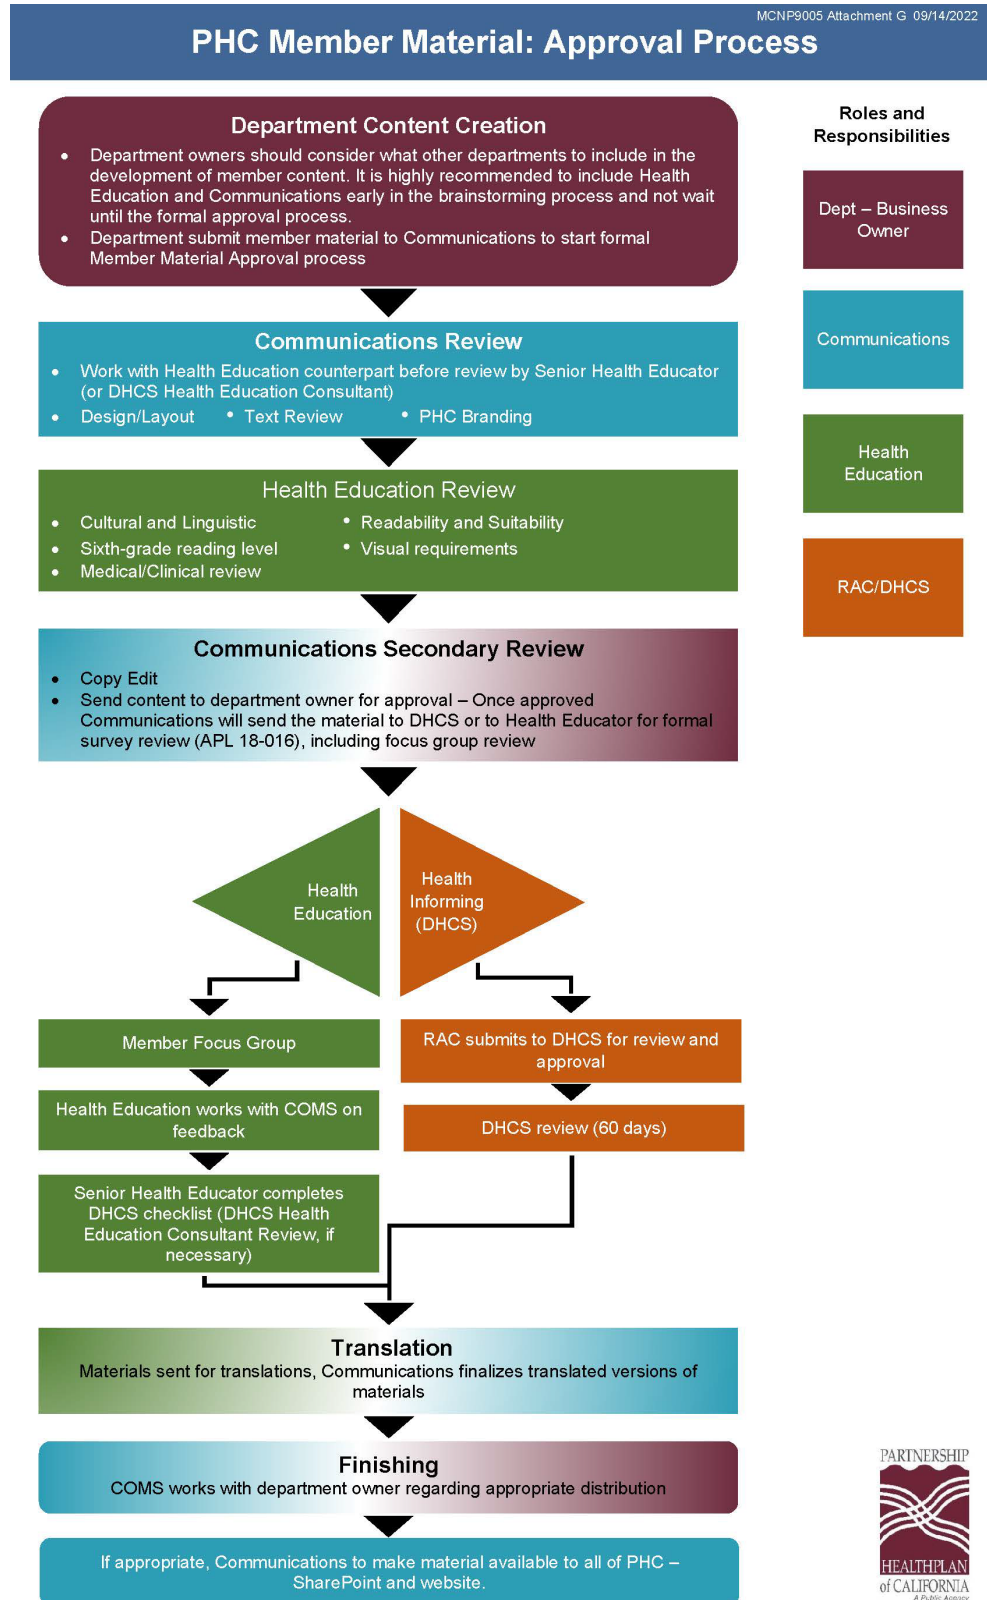 MCNP9005 Attachment G 09/14/2022
PHC Member Material: Approval Process
Department Content Creation
• Department owners should consider what other departments to include in the
development of member content. It is highly recommended to include Health
Education and Communications early in the brainstorming process and not wait
until the formal approval process.
• Department submit member material to Communications to start formal
Member Material Approval process
Roles and
Responsibilities
Dept – Business
Owner
Communications
Health
Education
RAC/DHCS
Communications Review
• Work with Health Education counterpart before review by Senior Health Educator
(or DHCS Health Education Consultant)
• Design/Layout • Text Review • PHC Branding
Health Education Review
• Cultural and Linguistic • Readability and Suitability
• Sixth-grade reading level • Visual requirements
• Medical/Clinical review
Communications Secondary Review
• Copy Edit
• Send content to department owner for approval – Once approved
Communications will send the material to DHCS or to Health Educator for formal
survey review (APL 18-016), including focus group review
Health
Education
Health
Informing
(DHCS)
Member Focus Group
Health Education works with COMS on
feedback
Senior Health Educator completes
DHCS checklist (DHCS Health
Education Consultant Review, if
necessary)
RAC submits to DHCS for review and
approval
DHCS review (60 days)
Translation
Materials sent for translations, Communications finalizes translated versions of
materials
Finishing
COMS works with department owner regarding appropriate distribution
If appropriate, Communications to make material available to all of PHC –
SharePoint and website.
PARTNERSHIP
HEALTHPLAN
of CALIFORNIA
A Public Agency